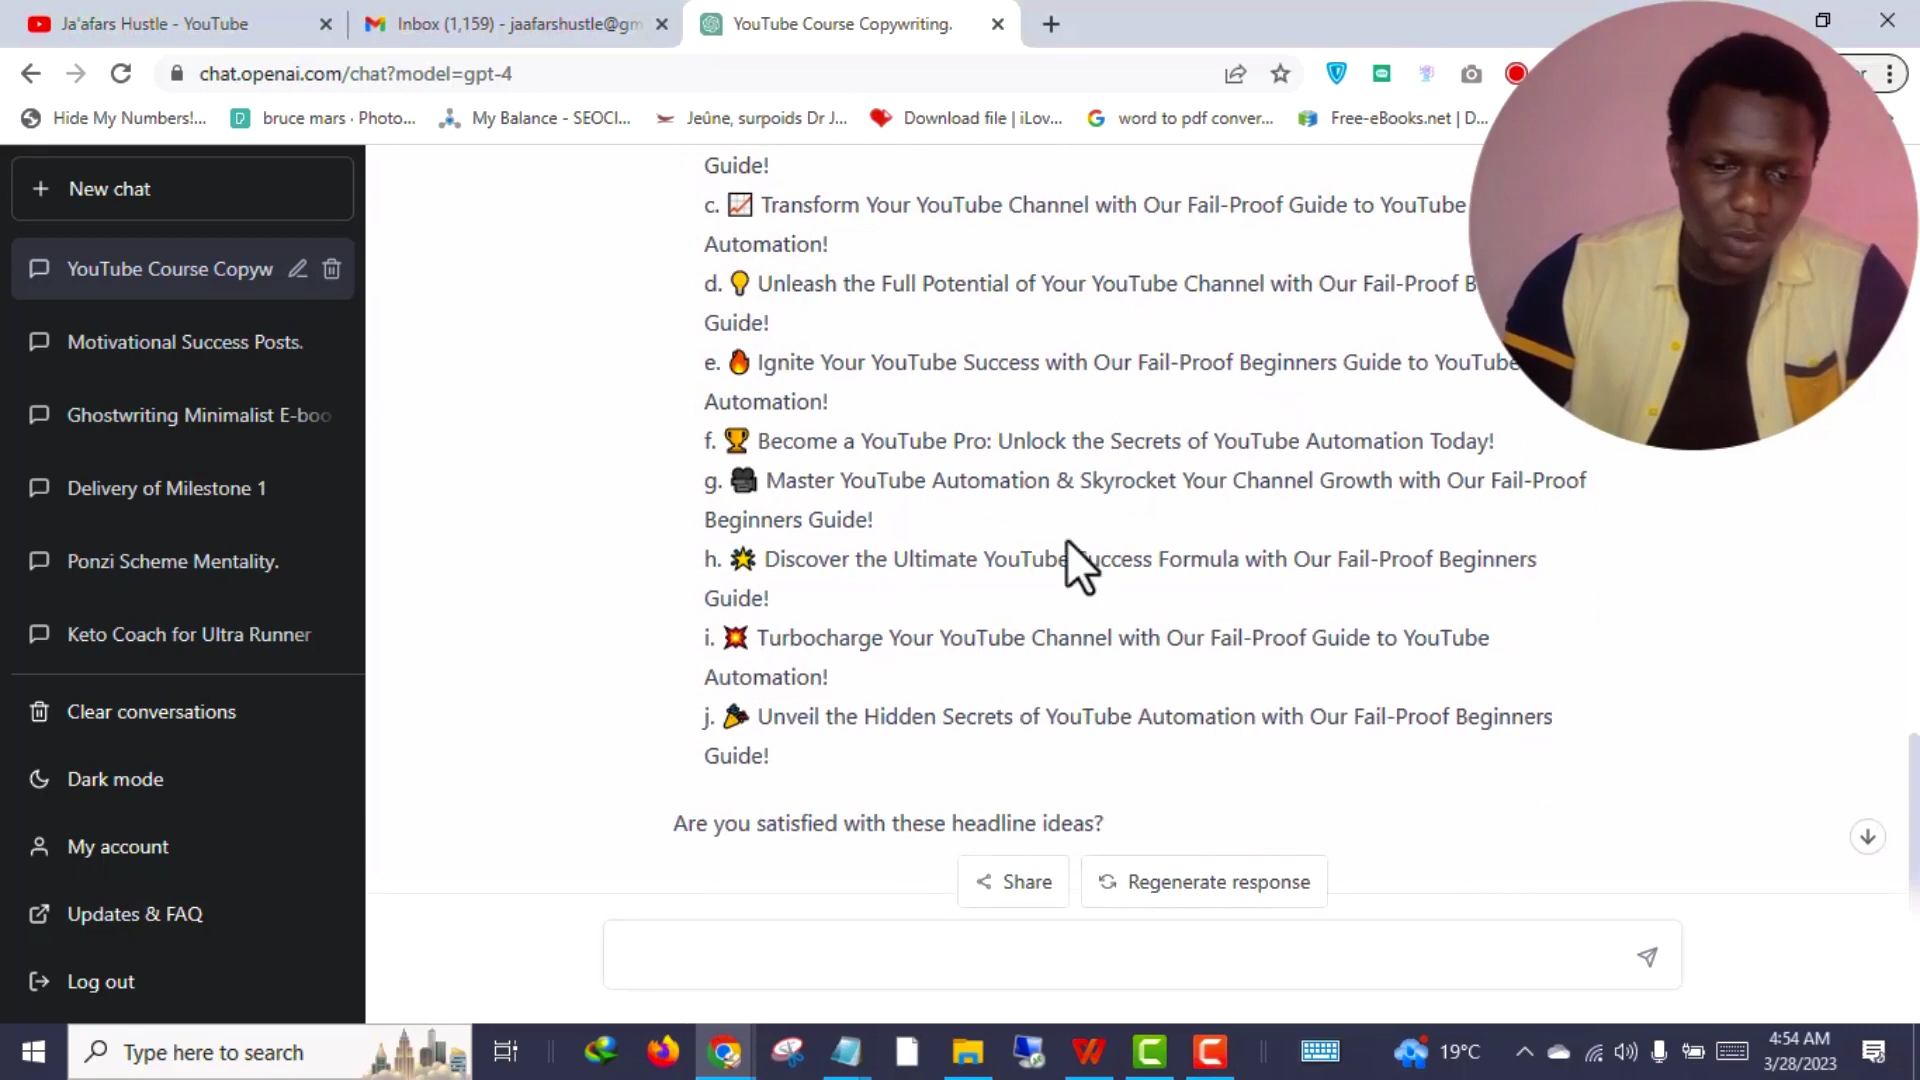 Ja'afars Hustle - YouTube
Inbox (1,159) - jaafarshustle@gm
YouTube Course Copywriting.
chat.openai.com/chat?model=gpt-4
Hide My Numbers!...
bruce mars · Photo...
My Balance - SEOCl...
Jeûne, surpoids Dr J...
Download file | iLov...
word to pdf conver...
Free-eBooks.net | D...
New chat
YouTube Course Copyw
Motivational Success Posts.
Ghostwriting Minimalist E-boo
Delivery of Milestone 1
Ponzi Scheme Mentality.
Keto Coach for Ultra Runner
Clear conversations
Dark mode
My account
Updates & FAQ
Log out
Guide!
c. 📈 Transform Your YouTube Channel with Our Fail-Proof Guide to YouTube
Automation!
d. 💡 Unleash the Full Potential of Your YouTube Channel with Our Fail-Proof B
Guide!
e. 🔥 Ignite Your YouTube Success with Our Fail-Proof Beginners Guide to YouTube
Automation!
f. 🏆 Become a YouTube Pro: Unlock the Secrets of YouTube Automation Today!
g. 🎥 Master YouTube Automation & Skyrocket Your Channel Growth with Our Fail-Proof
Beginners Guide!
h. 🌟 Discover the Ultimate YouTube Success Formula with Our Fail-Proof Beginners
Guide!
i. 💥 Turbocharge Your YouTube Channel with Our Fail-Proof Guide to YouTube
Automation!
j. 🎉 Unveil the Hidden Secrets of YouTube Automation with Our Fail-Proof Beginners
Guide!
Are you satisfied with these headline ideas?
Share
Regenerate response
Type here to search
19°C
4:54 AM
3/28/2023